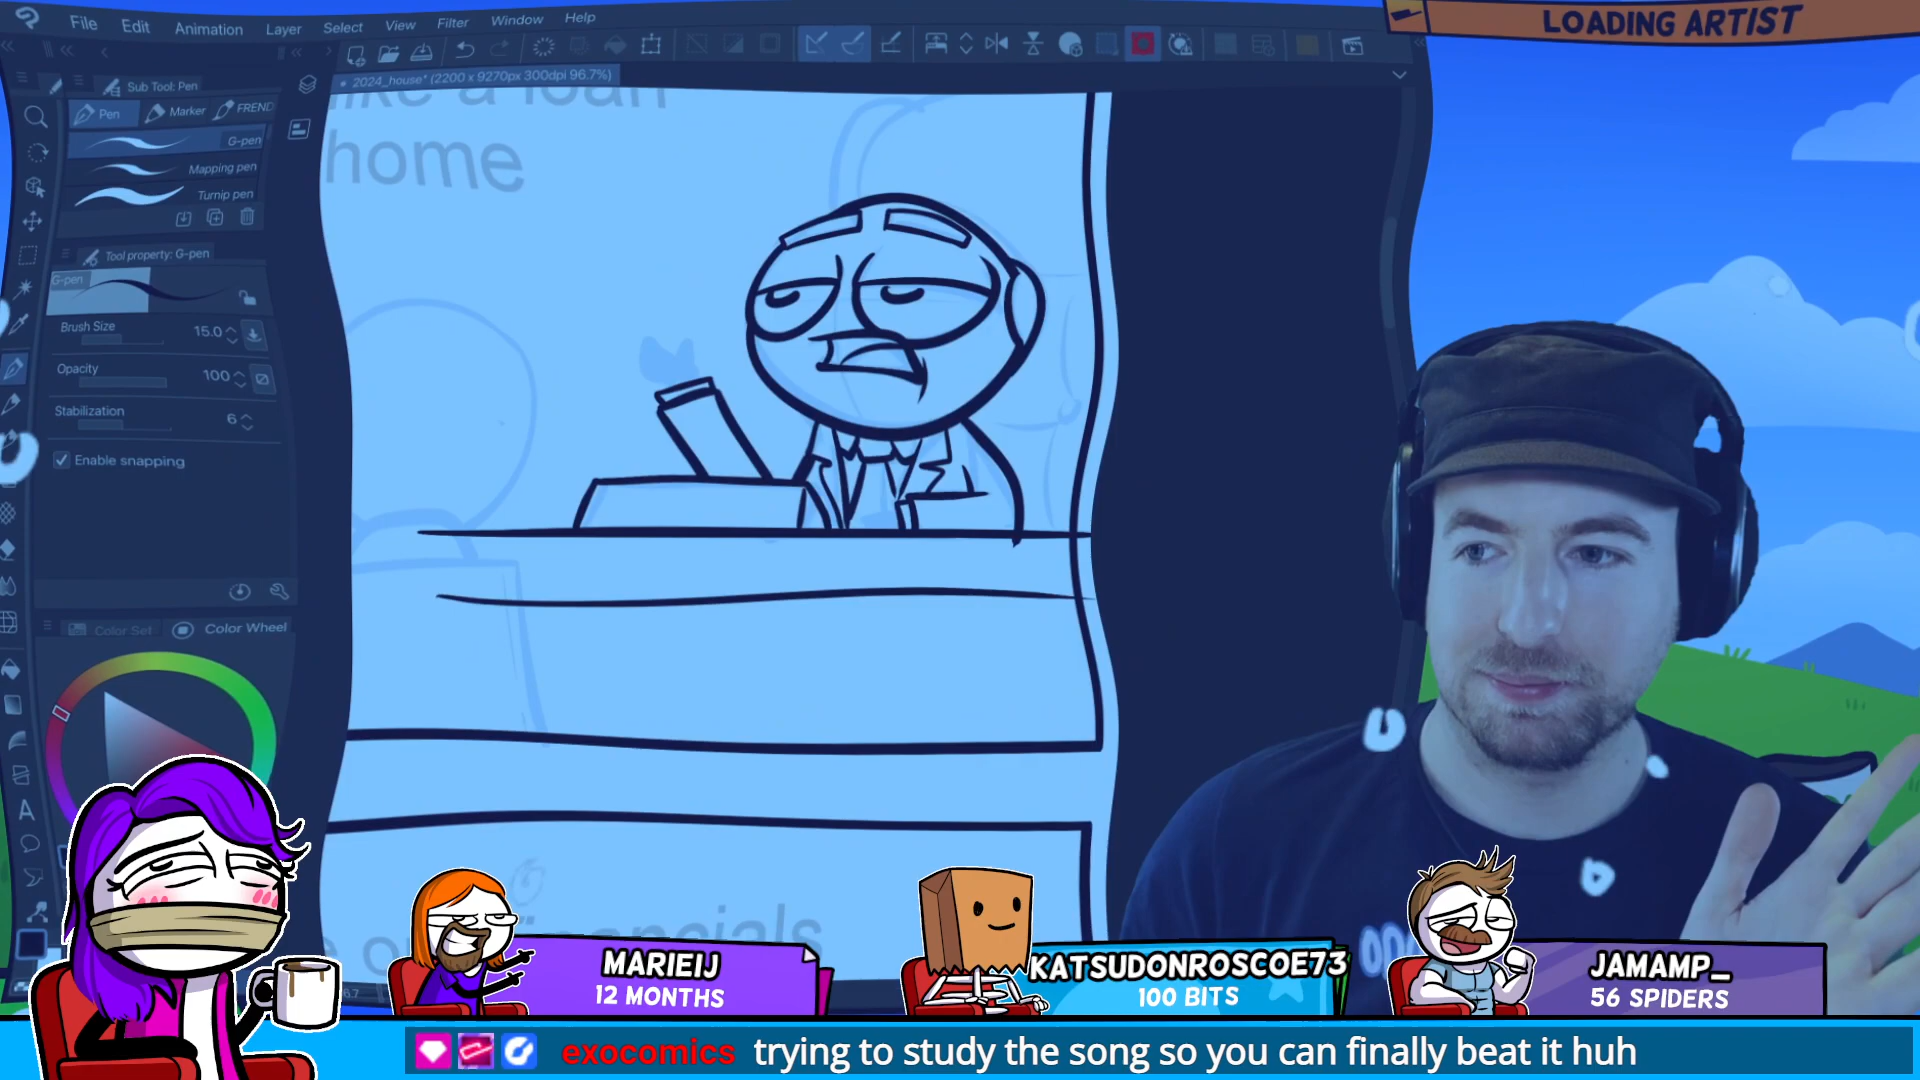 File Edit Animation Layer Select View Filter Window Help
LOADING ARTIST
2024_house* (2200 x 9270px 300dpi 96.7%)
Sub Tool: Pen
Pen Marker FREND
G-pen
Mapping pen
Turnip pen
Tool property: G-pen
G-pen
Brush Size 15.0
Opacity 100
Stabilization 6
Enable snapping
Color Set Color Wheel
like a loan
home
MARIEIJ
12 MONTHS
KATSUDONROSCOE73
100 BITS
JAMAMP_
56 SPIDERS
exocomics trying to study the song so you can finally beat it huh